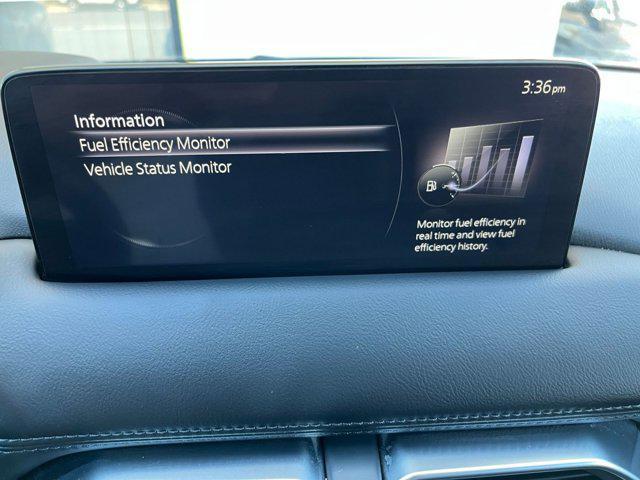 3:36pm
Information
Fuel Efficiency Monitor
Vehicle Status Monitor
Monitor fuel efficiency in
real time and view fuel
efficiency history.